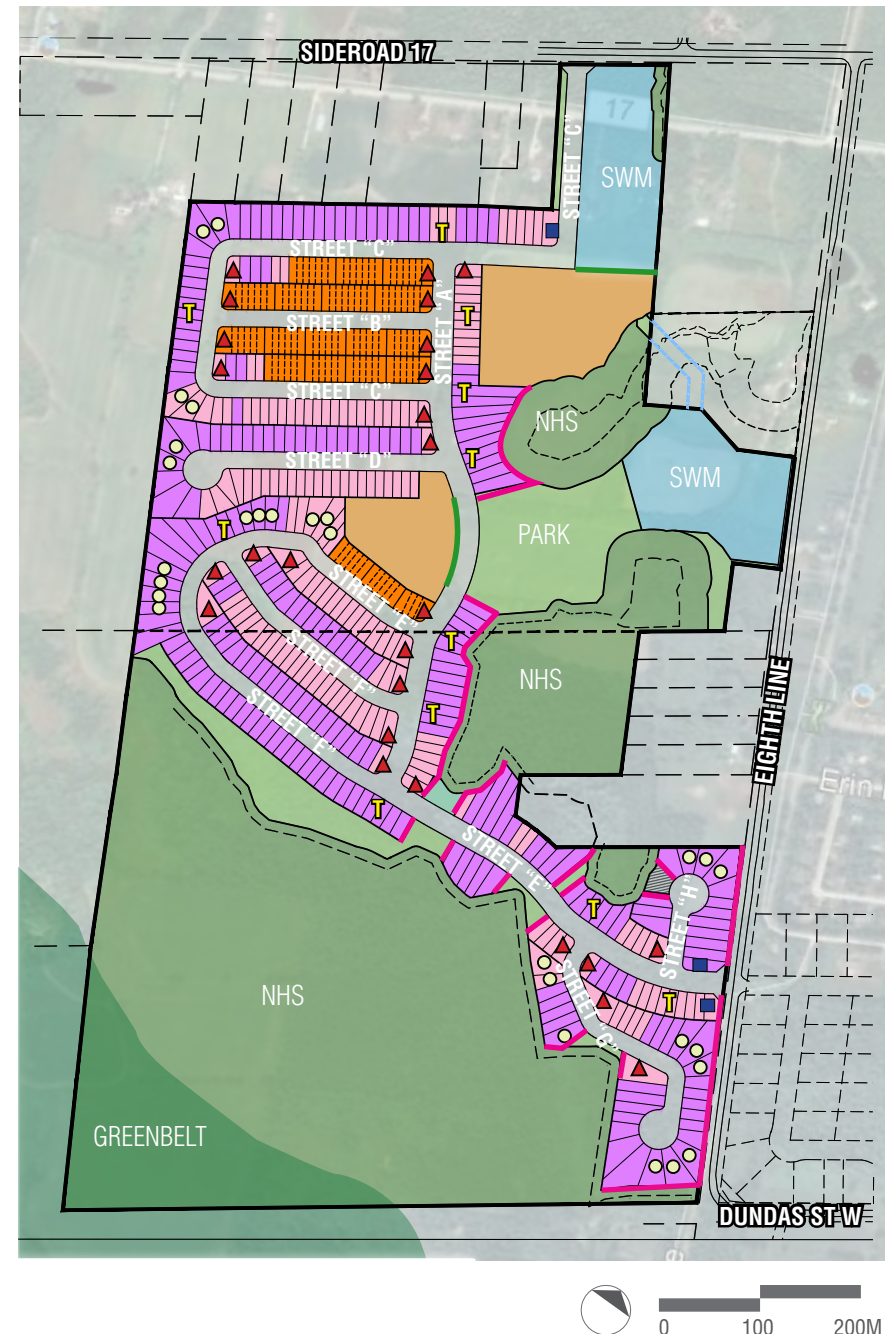 SIDEROAD 17
17
STREET "C"
SWM
T
STREET "C"
STREET "A"
T
T
STREET "B"
STREET "C"
T
NHS
T
STREET "D"
SWM
T
PARK
STREET "E"
T
STREET "F"
NHS
STREET "E"
T
EIGHTH LINE
Erin
T
STREET "E"
T
STREET "H"
STREET "G"
T
NHS
GREENBELT
DUNDAS ST W
0 100 200M